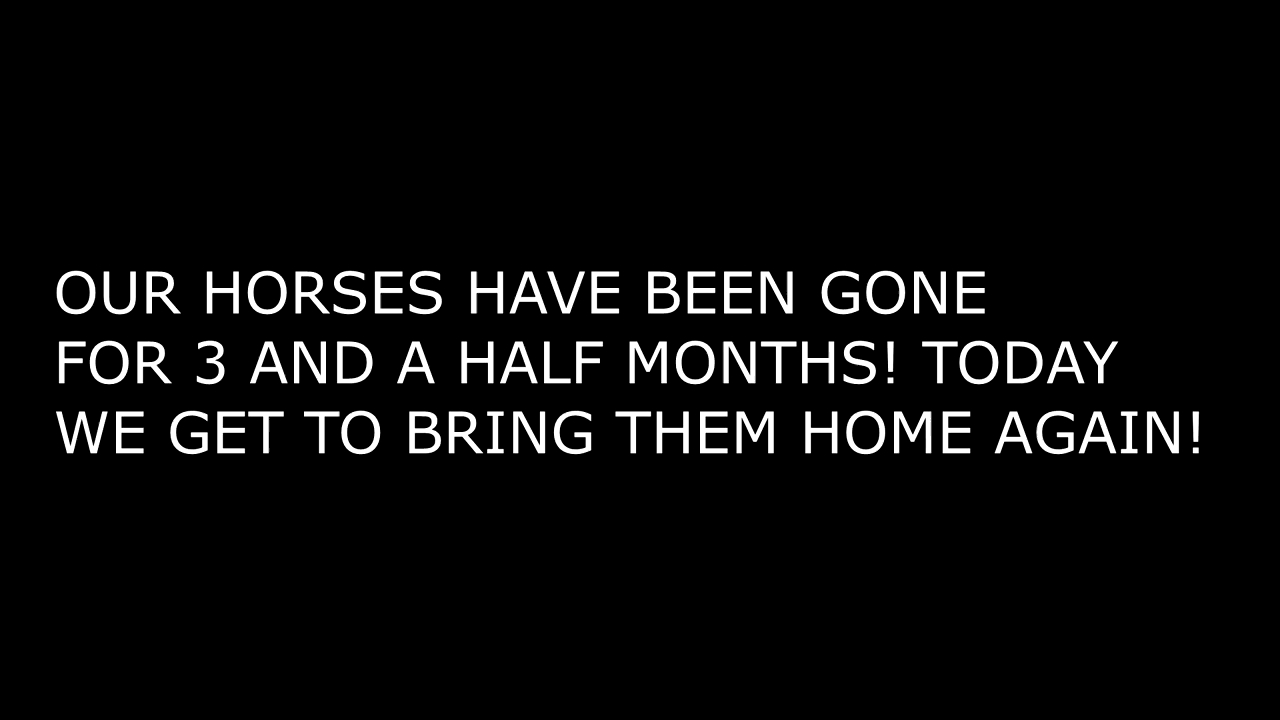 OUR HORSES HAVE BEEN GONE
FOR 3 AND A HALF MONTHS! TODAY
WE GET TO BRING THEM HOME AGAIN!